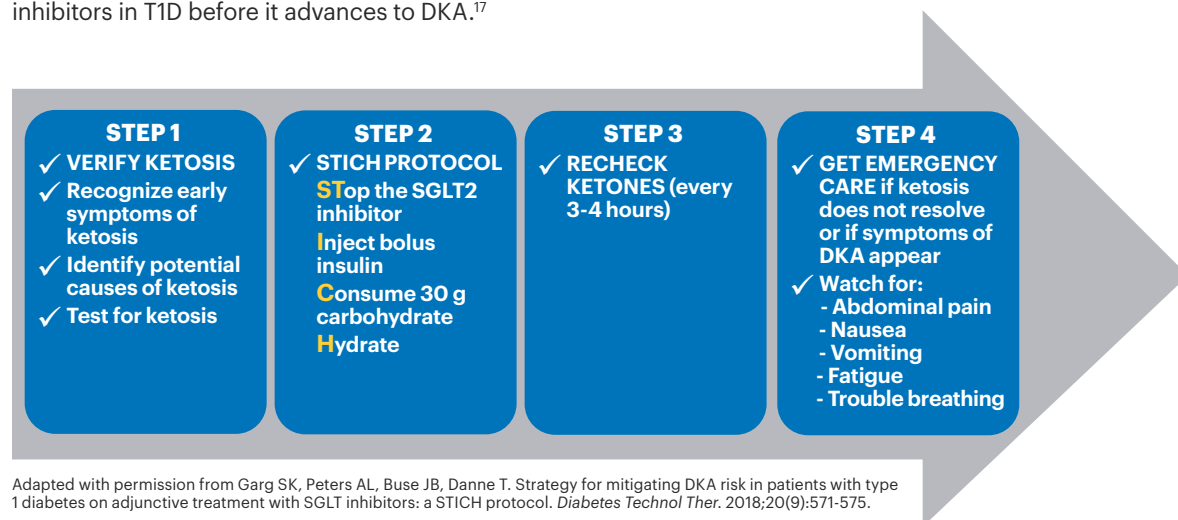 inhibitors in T1D before it advances to DKA.17
STEP 1
✓ VERIFY KETOSIS
✓ Recognize early
symptoms of
ketosis
✓ Identify potential
causes of ketosis
✓ Test for ketosis
STEP 2
✓ STICH PROTOCOL
STop the SGLT2
inhibitor
Inject bolus
insulin
Consume 30 g
carbohydrate
Hydrate
STEP 3
✓ RECHECK
KETONES (every
3-4 hours)
STEP 4
✓ GET EMERGENCY
CARE if ketosis
does not resolve
or if symptoms of
DKA appear
✓ Watch for:
- Abdominal pain
- Nausea
- Vomiting
- Fatigue
- Trouble breathing
Adapted with permission from Garg SK, Peters AL, Buse JB, Danne T. Strategy for mitigating DKA risk in patients with type
1 diabetes on adjunctive treatment with SGLT inhibitors: a STICH protocol. Diabetes Technol Ther. 2018;20(9):571-575.